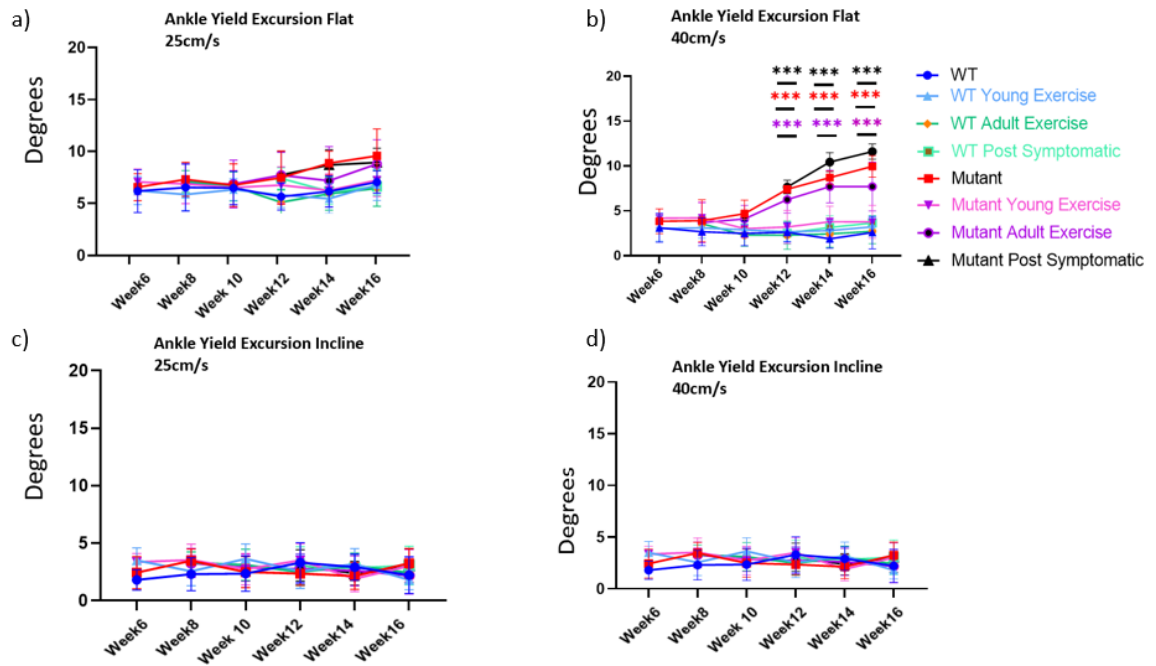 a)
Ankle Yield Excursion Flat
25cm/s
20
15
10
5
0
Degrees
Week6
Week8
Week 10
Week12
Week14
Week16
b)
Ankle Yield Excursion Flat
40cm/s
20
15
10
5
0
Degrees
*** *** ***
*** *** ***
*** *** ***
Week6
Week8
Week 10
Week12
Week14
Week16
WT
WT Young Exercise
WT Adult Exercise
WT Post Symptomatic
Mutant
Mutant Young Exercise
Mutant Adult Exercise
Mutant Post Symptomatic
c)
Ankle Yield Excursion Incline
25cm/s
20
15
10
5
0
Degrees
Week6
Week8
Week 10
Week12
Week14
Week16
d)
Ankle Yield Excursion Incline
40cm/s
20
15
10
5
0
Degrees
Week6
Week8
Week 10
Week12
Week14
Week16